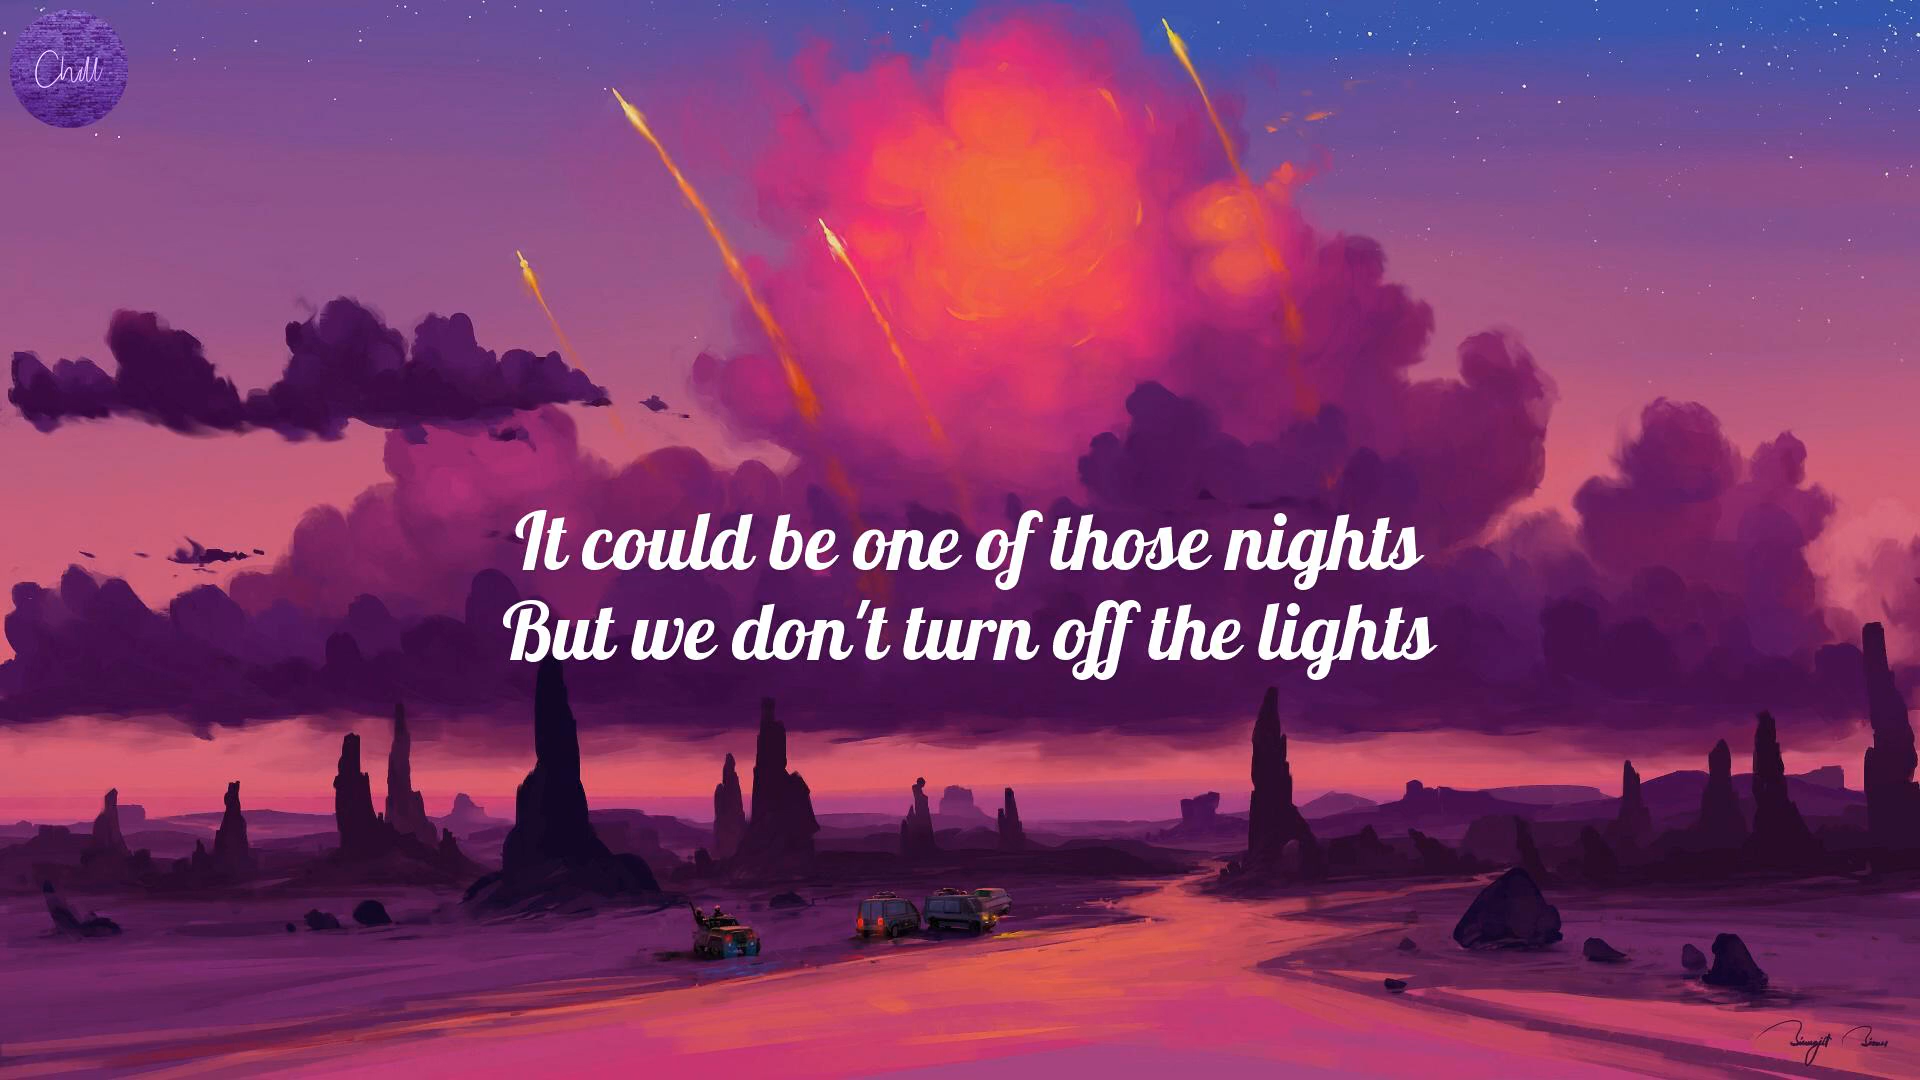 Chill
It could be one of those nights
But we don't turn off the lights